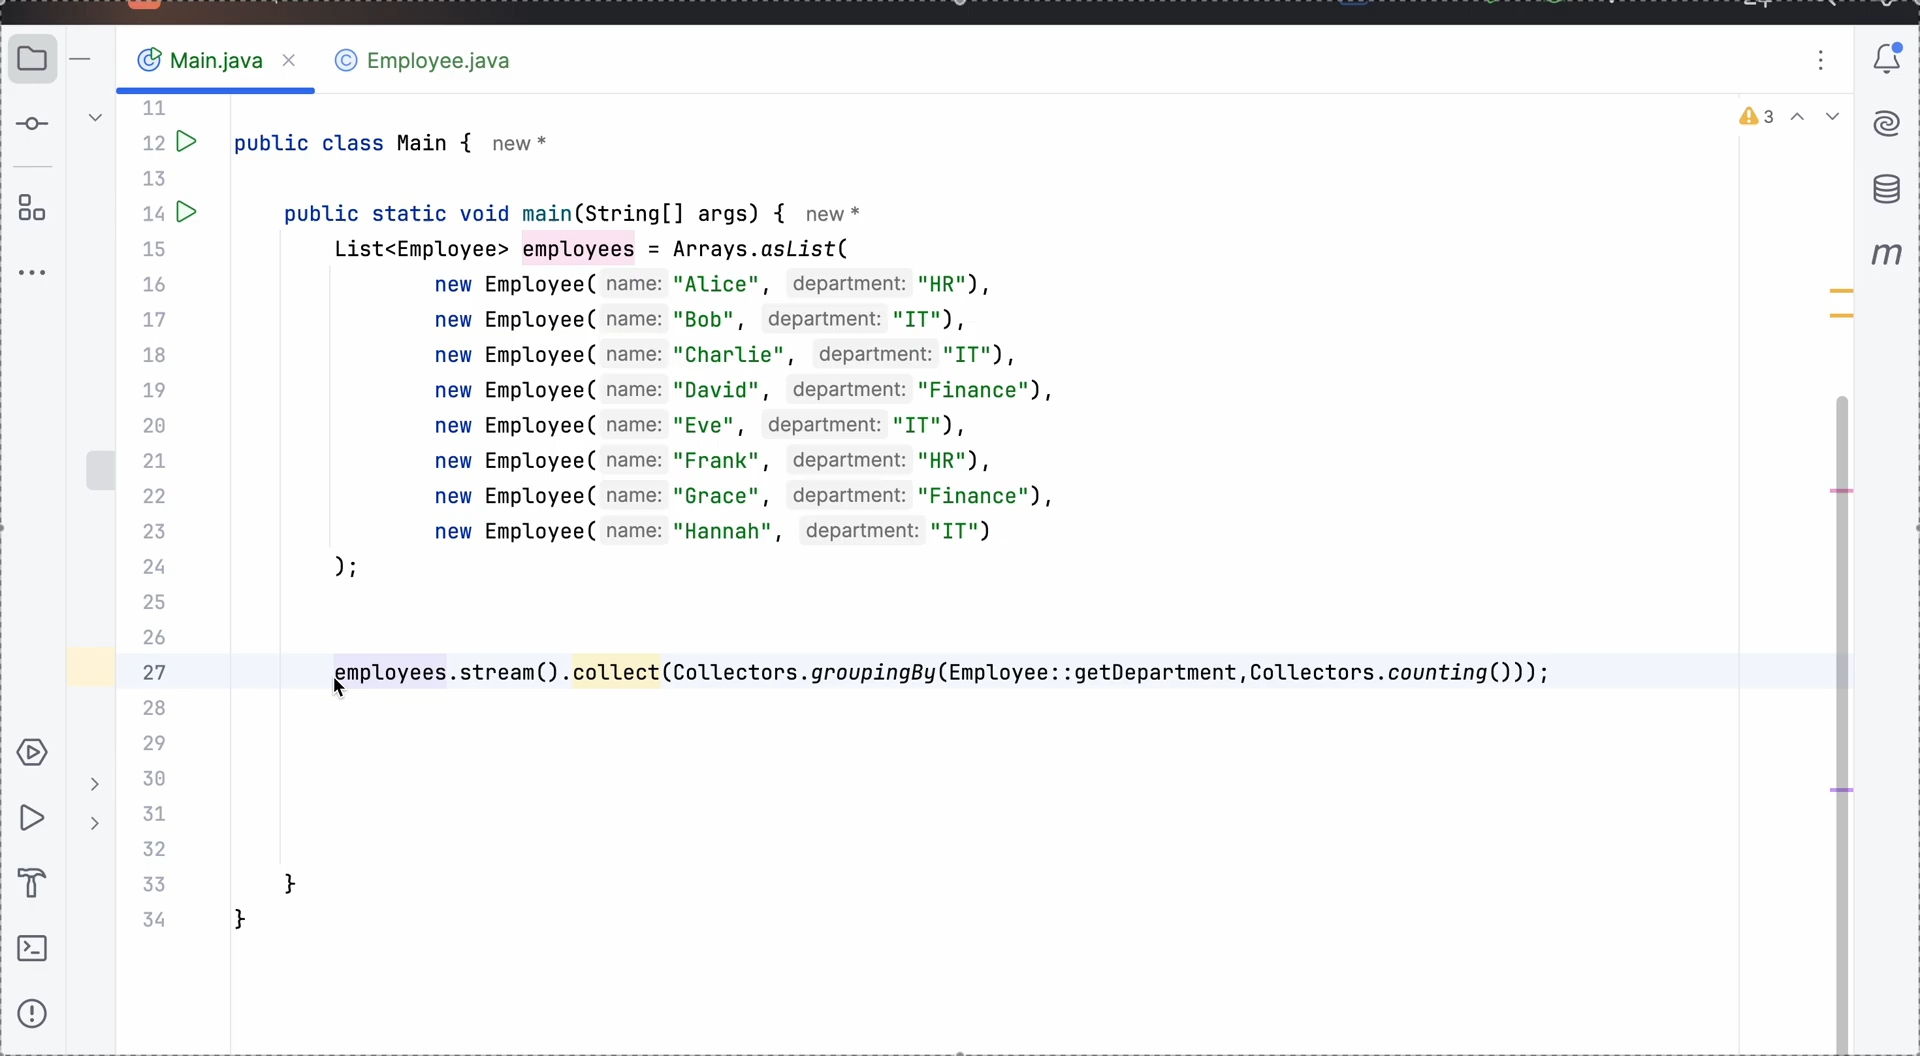 Main.java
Employee.java
11
3
12 public class Main { new *
13
14 public static void main(String[] args) { new *
15 List<Employee> employees = Arrays.asList(
16 new Employee( name: "Alice", department: "HR"),
17 new Employee( name: "Bob", department: "IT"),
18 new Employee( name: "Charlie", department: "IT"),
19 new Employee( name: "David", department: "Finance"),
20 new Employee( name: "Eve", department: "IT"),
21 new Employee( name: "Frank", department: "HR"),
22 new Employee( name: "Grace", department: "Finance"),
23 new Employee( name: "Hannah", department: "IT")
24 );
25
26
27 employees.stream().collect(Collectors.groupingBy(Employee::getDepartment,Collectors.counting()));
28
29
30
31
32
33 }
34 }
m